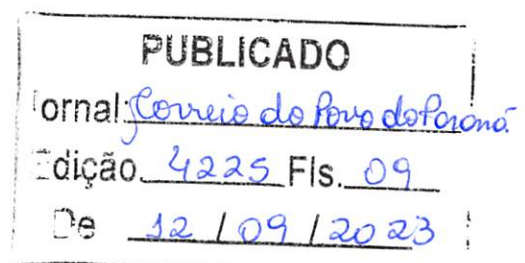 PUBLICADO
Jornal: Correio do Povo do Paraná
Edição. 4225 Fls. 09
De 12 / 09 / 2023